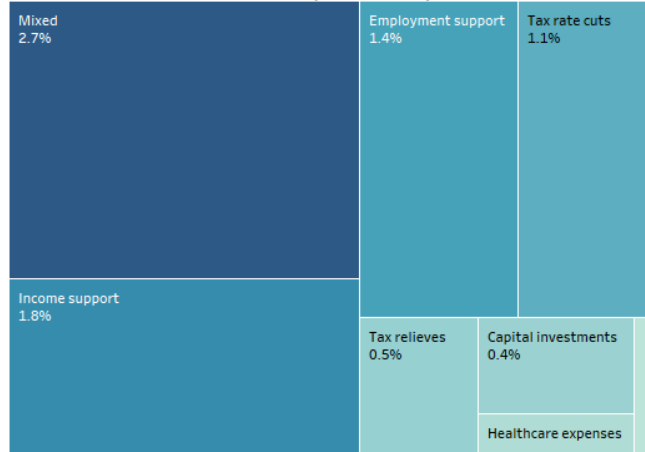 Mixed
2.7%
Employment support
1.4%
Tax rate cuts
1.1%
Income support
1.8%
Tax relieves
0.5%
Capital investments
0.4%
Healthcare expenses